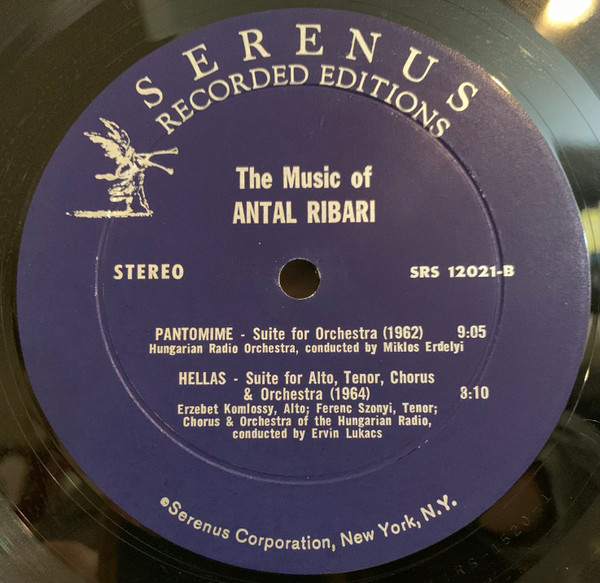 SERENUS
RECORDED EDITIONS
The Music of
ANTAL RIBARI
STEREO
SRS 12021-B
PANTOMIME - Suite for Orchestra (1962) 9:05
Hungarian Radio Orchestra, conducted by Miklos Erdelyi
HELLAS - Suite for Alto, Tenor, Chorus
& Orchestra (1964) 8:10
Erzebet Komlossy, Alto; Ferenc Szonyi, Tenor;
Chorus & Orchestra of the Hungarian Radio,
conducted by Ervin Lukacs
Serenus Corporation, New York, N.Y.